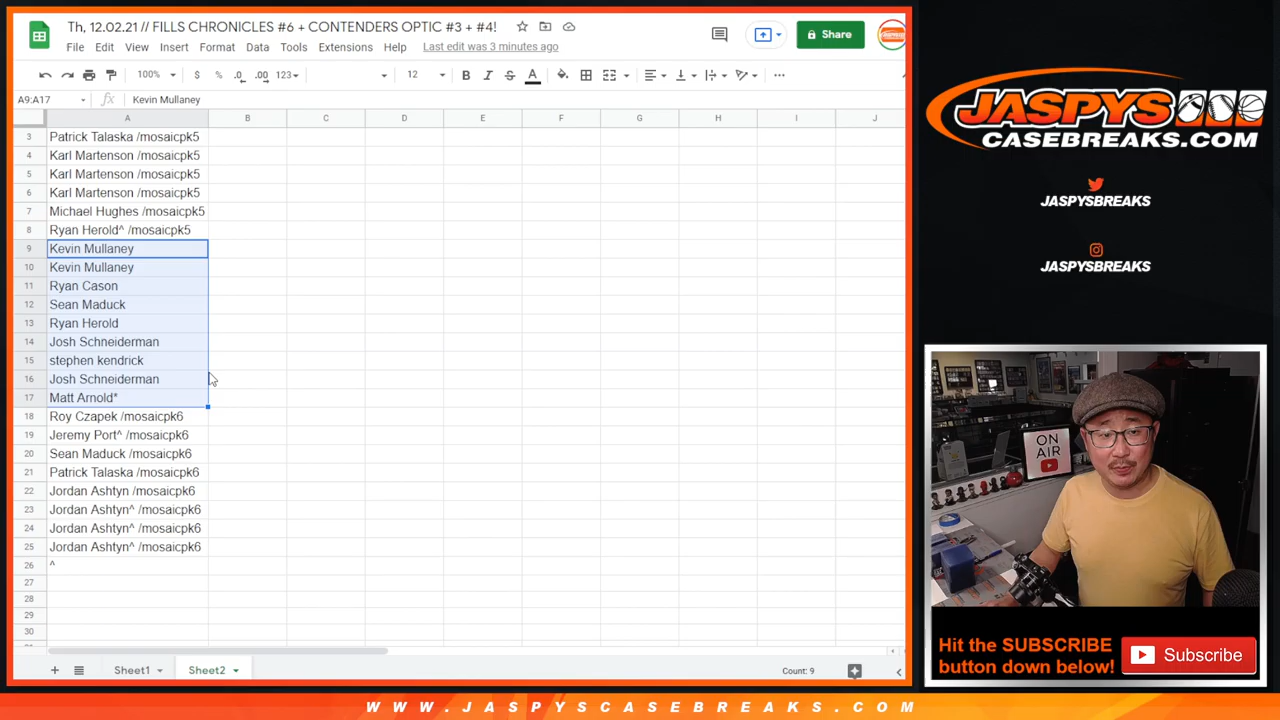 Th, 12.02.21 // FILLS CHRONICLES #6 + CONTENDERS OPTIC #3 + #4!
File Edit View Insert Format Data Tools Extensions Help Last edit was 3 minutes ago
Share
100% $ % .0 .00 123 12 B I S A
A9:A17 fx Kevin Mullaney
A B C D E F G H I J
3 Patrick Talaska /mosaicpk5
4 Karl Martenson /mosaicpk5
5 Karl Martenson /mosaicpk5
6 Karl Martenson /mosaicpk5
7 Michael Hughes /mosaicpk5
8 Ryan Herold^ /mosaicpk5
9 Kevin Mullaney
10 Kevin Mullaney
11 Ryan Cason
12 Sean Maduck
13 Ryan Herold
14 Josh Schneiderman
15 stephen kendrick
16 Josh Schneiderman
17 Matt Arnold*
18 Roy Czapek /mosaicpk6
19 Jeremy Port^ /mosaicpk6
20 Sean Maduck /mosaicpk6
21 Patrick Talaska /mosaicpk6
22 Jordan Ashtyn /mosaicpk6
23 Jordan Ashtyn^ /mosaicpk6
24 Jordan Ashtyn^ /mosaicpk6
25 Jordan Ashtyn^ /mosaicpk6
26 ^
27
28
29
30
Sheet1 Sheet2 Count: 9
JASPYS
CASEBREAKS.COM
JASPYSBREAKS
JASPYSBREAKS
ON
AIR
Hit the SUBSCRIBE
button down below!
Subscribe
WWW.JASPYSCASEBREAKS.COM